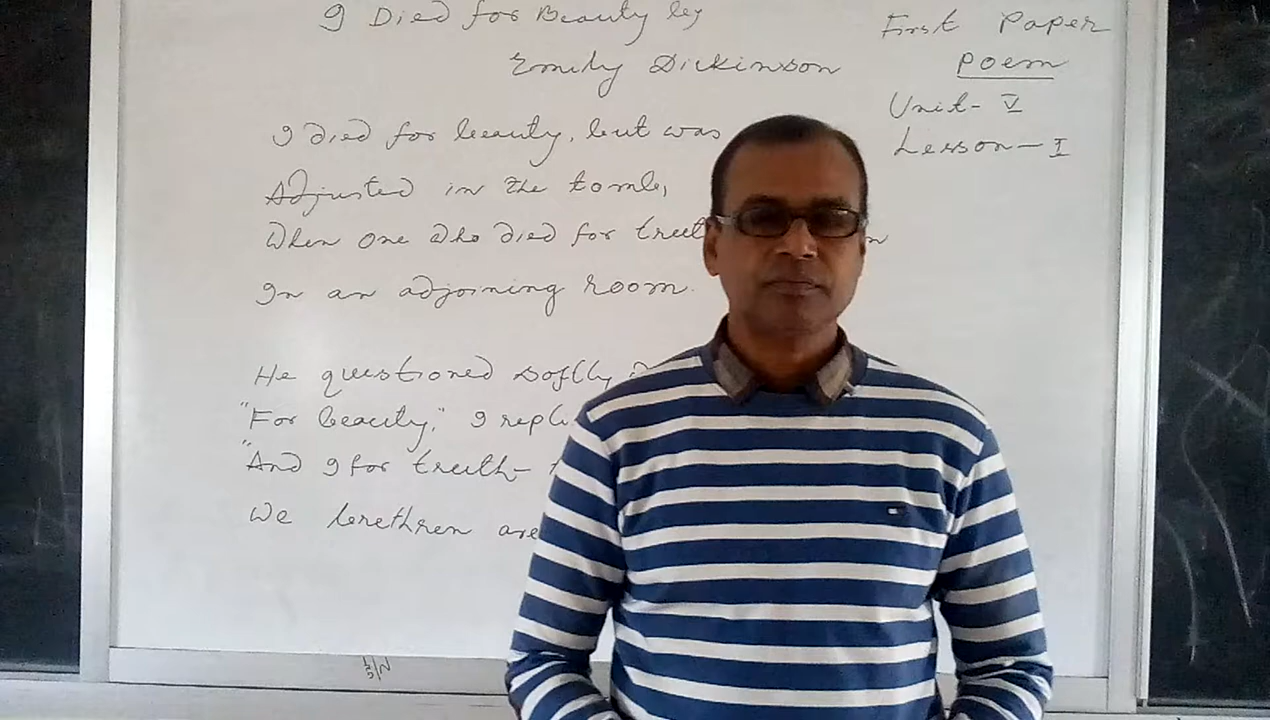 I Died for Beauty by
Emily Dickinson
First Paper
Poem
Unit - V
Lesson - I
I died for beauty, but was
Adjusted in the tomb,
When One who died for
In an adjoining room.
He questioned softly
"For beauty," I
"And I for truth -
We brethren are